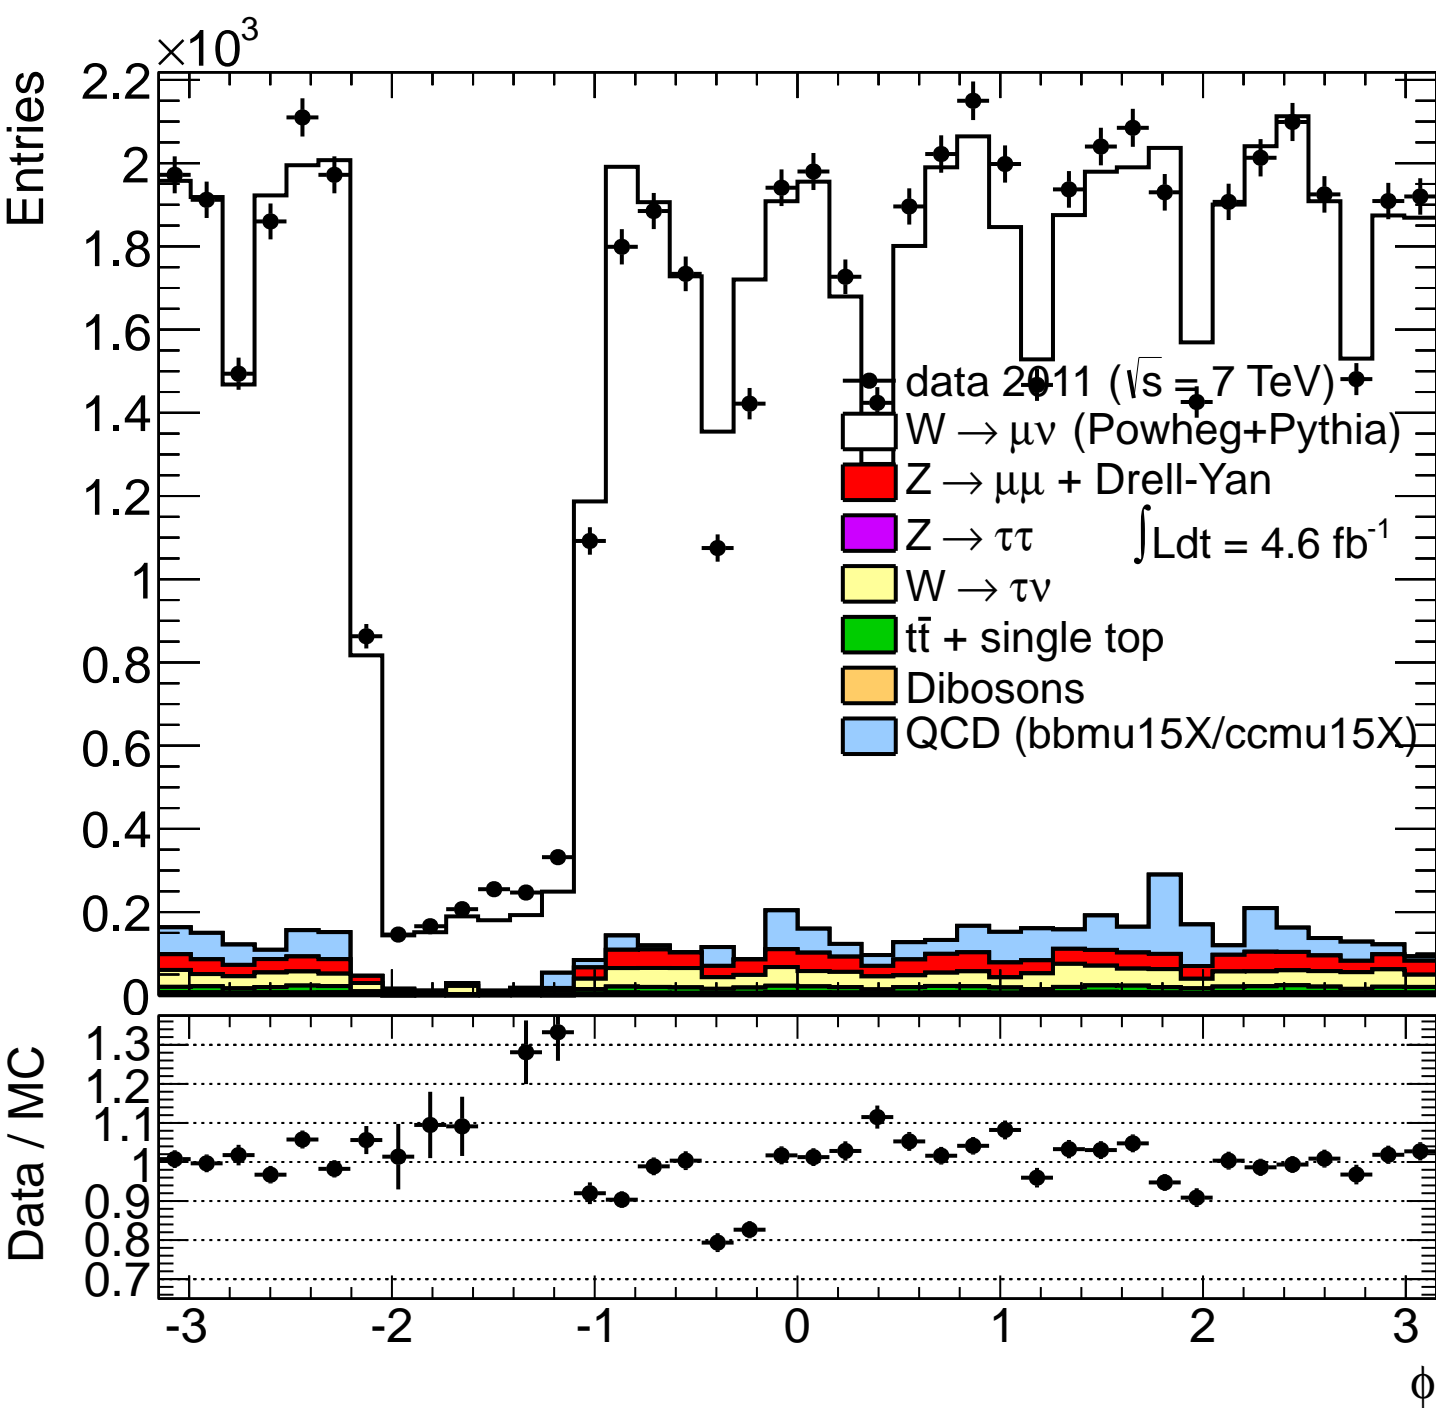 ×10³
Entries
2.2
2
1.8
1.6
1.4
1.2
1
0.8
0.6
0.4
0.2
0
data 2011 (√s = 7 TeV)
W → μν (Powheg+Pythia)
Z → μμ + Drell-Yan
Z → ττ
∫Ldt = 4.6 fb⁻¹
W → τν
tt̄ + single top
Dibosons
QCD (bbmu15X/ccmu15X)
Data / MC
1.3
1.2
1.1
1
0.9
0.8
0.7
-3 -2 -1 0 1 2 3
ϕ